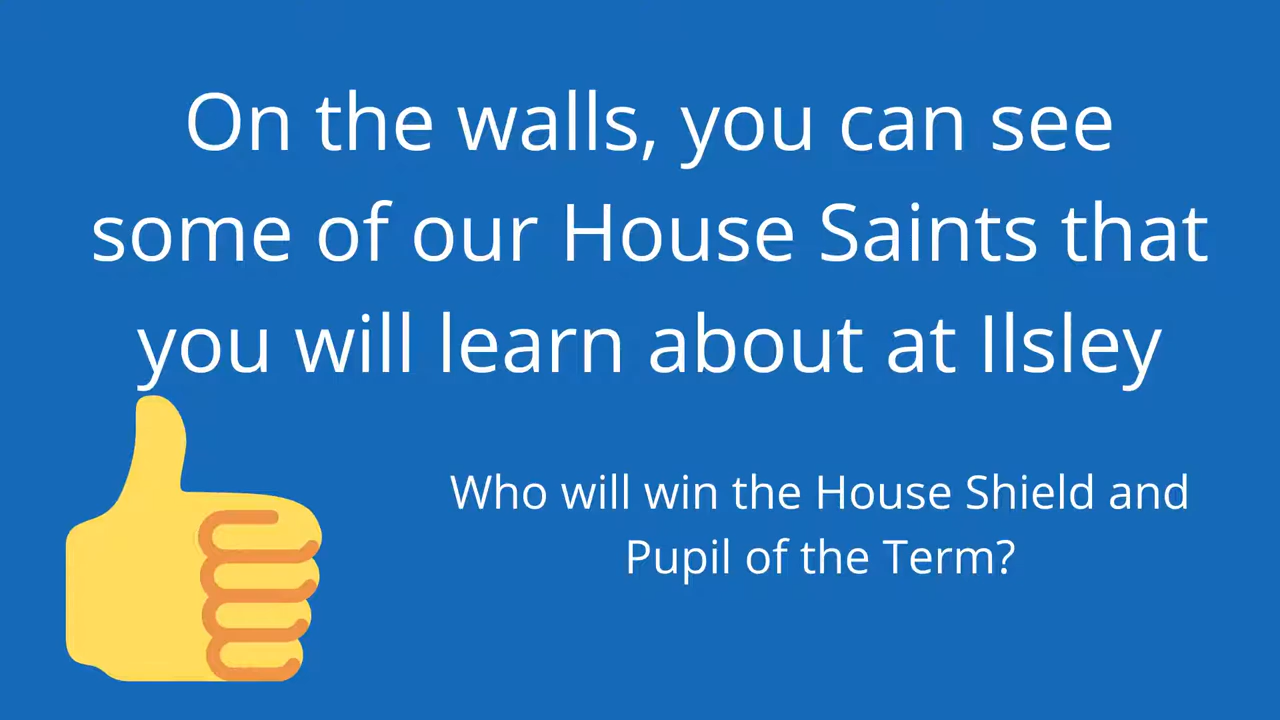 On the walls, you can see
some of our House Saints that
you will learn about at Ilsley
Who will win the House Shield and
Pupil of the Term?